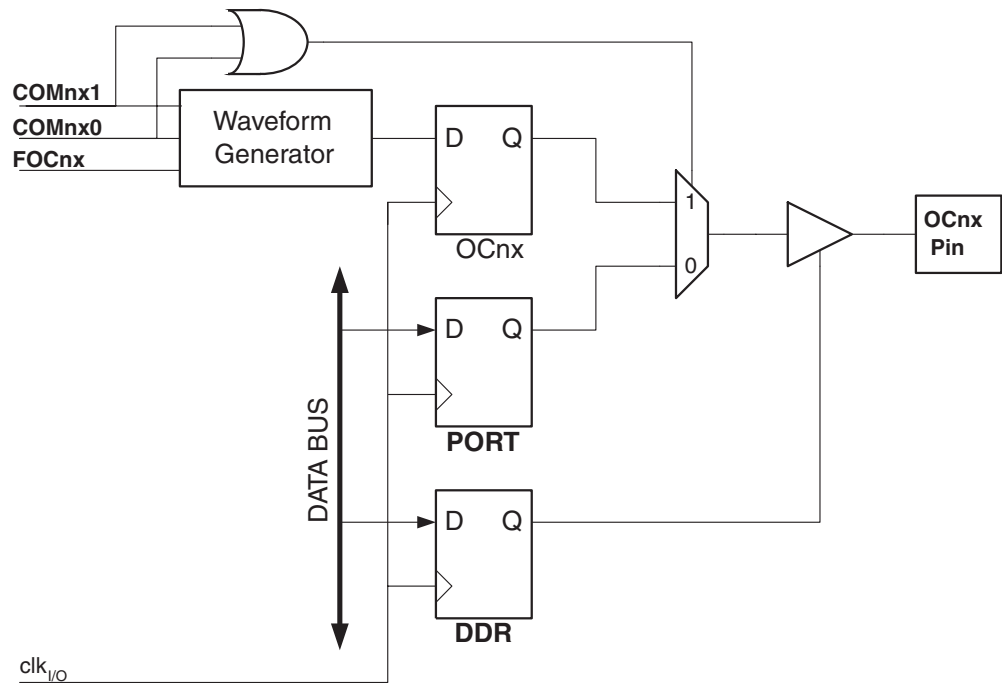 COMnx1
COMnx0
FOCnx
Waveform
Generator
D Q
OCnx
1
0
OCnx
Pin
D Q
PORT
DATA BUS
D Q
DDR
clkI/O